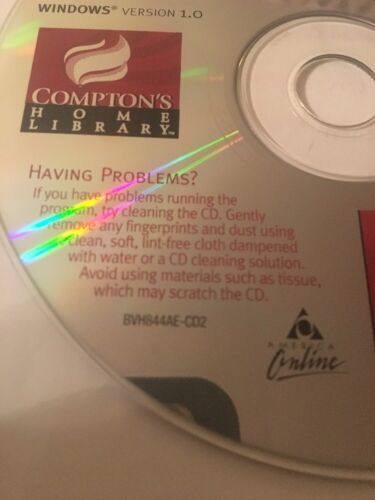 WINDOWS® VERSION 1.0
COMPTON'S
HOME
LIBRARY™
HAVING PROBLEMS?
If you have problems running the
program, try cleaning the CD. Gently
remove any fingerprints and dust using
a clean, soft, lint-free cloth dampened
with water or a CD cleaning solution.
Avoid using materials such as tissue,
which may scratch the CD.
BVH844AE-CD2
AMERICA
Online